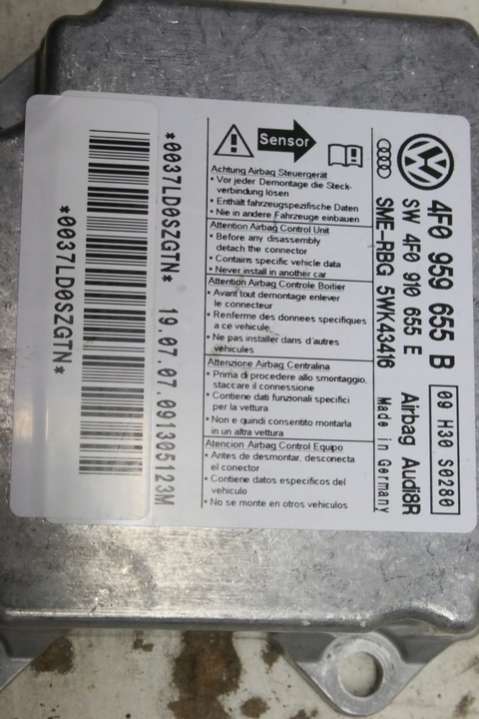 4F0 959 655 B
09 H30 S0280
SW 4F0 910 655 E
Airbag Audi8R
SME-RBG 5WK43416
Made in Germany
Sensor
Achtung Airbag Steuergerät
• Vor jeder Demontage die Steck-
verbindung lösen
• Enthält fahrzeugspezifische Daten
• Nie in andere Fahrzeuge einbauen
Attention Airbag Control Unit
• Before any disassembly
detach the connector
• Contains specific vehicle data
• Never install in another car
Attention Airbag Controle Boitier
• Avant tout demontage enlever
le connecteur
• Renferme des donnees specifiques
a ce vehicule
• Ne pas installer dans d'autres
vehicules
Attenzione Airbag Centralina
• Prima di procedere allo smontaggio,
staccare il connessione
• Contiene dati funzionali specifici
per la vettura
• Non e quindi consentito montarla
in un altra vettura
Atencion Airbag Control Equipo
• Antes de desmontar, desconecta
el conector
• Contiene datos especificos del
vehiculo
• No se monte en otros vehiculos
*0037LD0SZGTN* 19.07.07.091305123M
*0037LD0SZGTN*